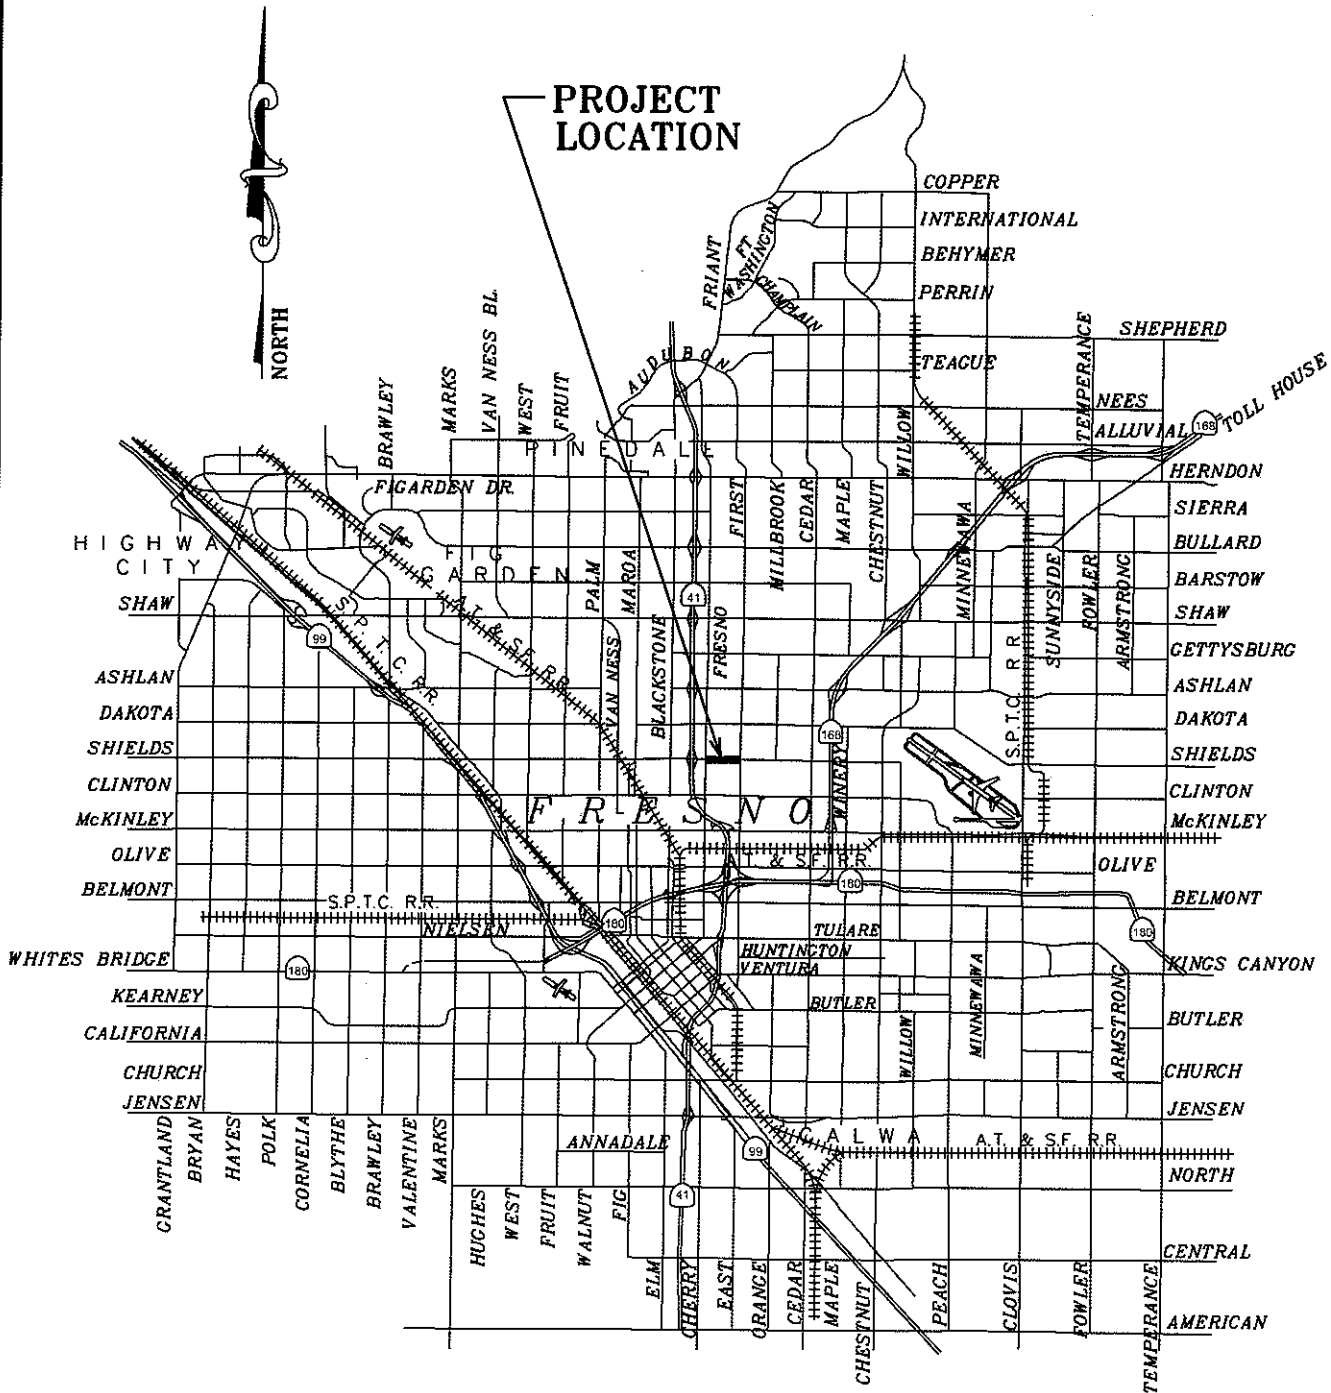 PROJECT
LOCATION
NORTH
COPPER
INTERNATIONAL
BEHYMER
PERRIN
FRIANT
FT
WASHINGTON
CHAMPLAIN
SHEPHERD
TEAGUE
AUDUBON
TEMPERANCE
NEES
ALLUVIAL
168
TOLL HOUSE
HERNDON
BRAWLEY
MARKS
VAN NESS BL.
WEST
FRUIT
PINEDALE
FIGARDEN DR.
FIRST
MILLBROOK
CEDAR
MAPLE
CHESTNUT
WILLOW
MINNEWAWA
SIERRA
BULLARD
BARSTOW
SHAW
GETTYSBURG
ASHLAN
DAKOTA
SHIELDS
CLINTON
McKINLEY
OLIVE
BELMONT
SUNNYSIDE
FOWLER
ARMSTRONG
S.P.T.C. R R
HIGHWAY
CITY
FIG
GARDEN
PALM
MAROA
41
SHAW
99
S.P.T.C. R.R.
A.T. & S.F. R.R.
VAN NESS
BLACKSTONE
FRESNO
168
WINERY
ASHLAN
DAKOTA
SHIELDS
CLINTON
McKINLEY
OLIVE
BELMONT
FRESNO
T & S.F. R.R.
180
S.P.T.C. R.R.
NIELSEN
180
TULARE
HUNTINGTON
VENTURA
180
KINGS CANYON
WHITES BRIDGE
180
KEARNEY
CALIFORNIA
CHURCH
JENSEN
BUTLER
WILLOW
MINNEWAWA
ARMSTRONG
BUTLER
CHURCH
JENSEN
GRANTLAND
BRYAN
HAYES
POLK
CORNELIA
BLYTHE
BRAWLEY
VALENTINE
MARKS
ANNADALE
99
CALWA
A.T. & S.F. R.R.
NORTH
41
HUGHES
WEST
FRUIT
WALNUT
FIG
CENTRAL
ELM
CHERRY
EAST
ORANGE
CEDAR
MAPLE
CHESTNUT
PEACH
CLOVIS
FOWLER
TEMPERANCE
AMERICAN